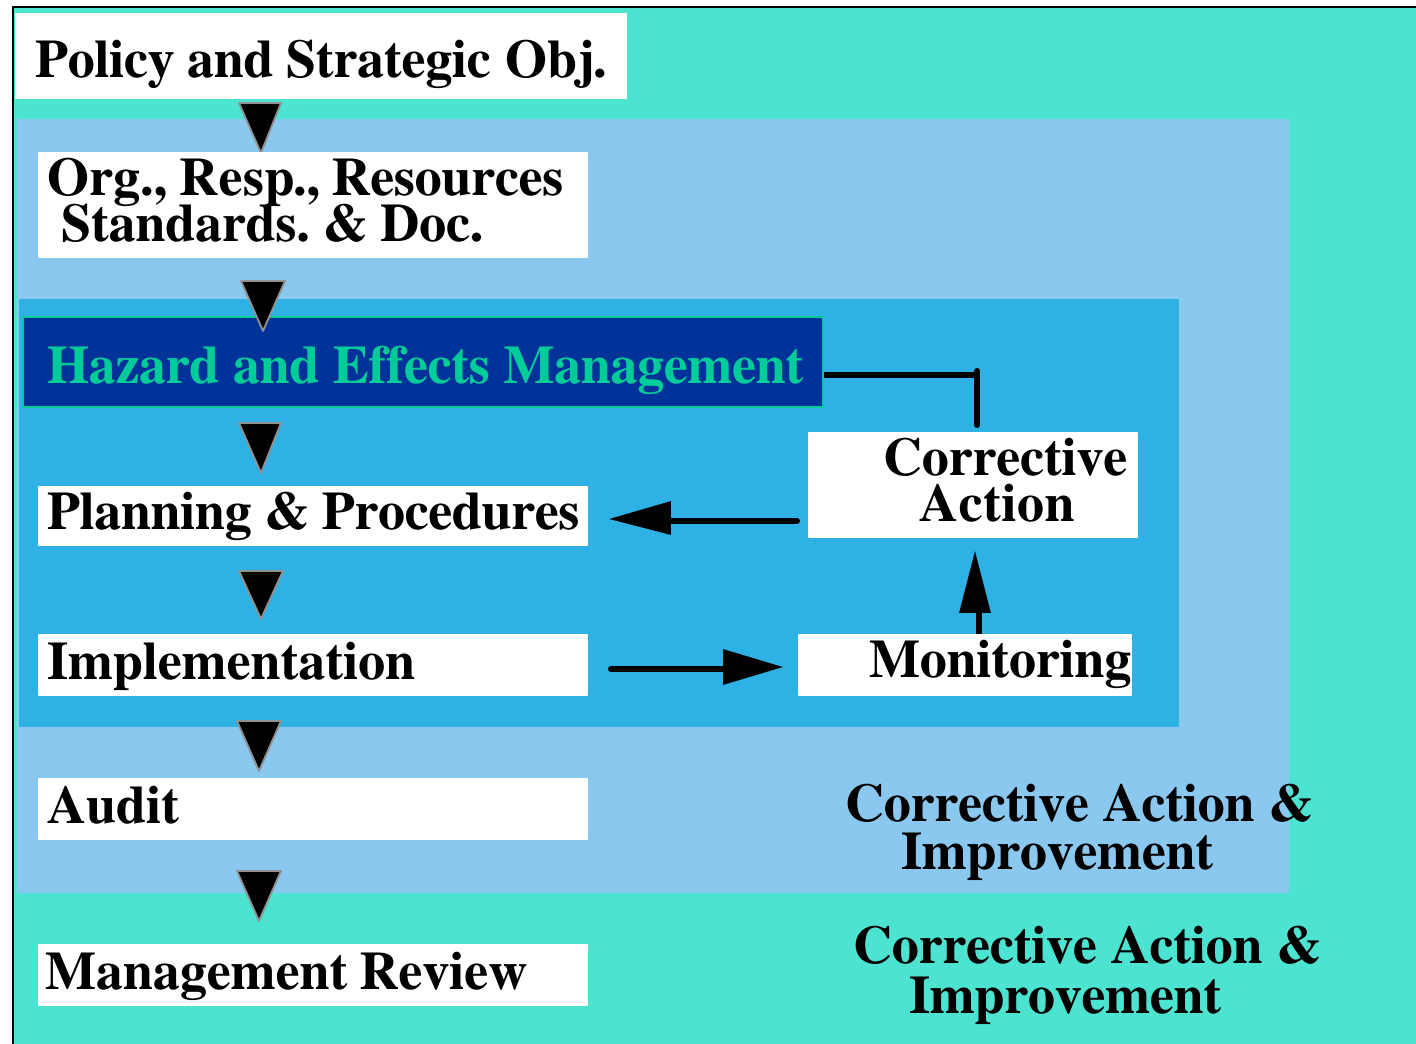 Policy and Strategic Obj.
Org., Resp., Resources
Standards. & Doc.
Hazard and Effects Management
Corrective
Action
Planning & Procedures
Implementation
Monitoring
Audit
Corrective Action &
Improvement
Management Review
Corrective Action &
Improvement